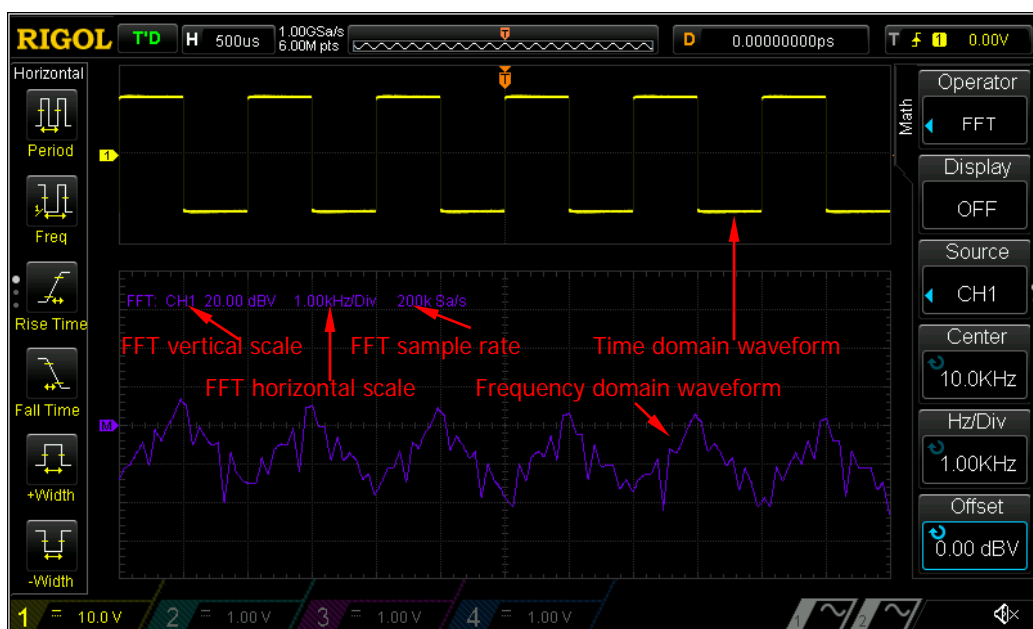 RIGOL T'D H 500us 1.00GSa/s 6.00M pts D 0.00000000ps T 1 0.00V
Horizontal
Period
Freq
Rise Time
Fall Time
+Width
-Width
T
T
1
FFT: CH1 20.00 dBV 1.00kHz/Div 200k Sa/s
FFT vertical scale
FFT sample rate
Time domain waveform
FFT horizontal scale
Frequency domain waveform
M
Math
Operator
FFT
Display
OFF
Source
CH1
Center
10.0KHz
Hz/Div
1.00KHz
Offset
0.00 dBV
1 = 10.0 V 2 = 1.00 V 3 = 1.00 V 4 = 1.00 V 1 2